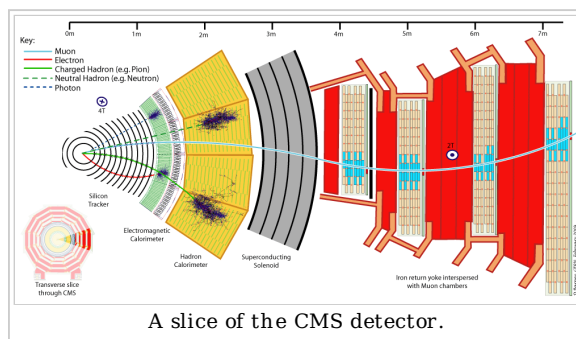 0m 1m 2m 3m 4m 5m 6m 7m
Key:
Muon
Electron
Charged Hadron (e.g. Pion)
Neutral Hadron (e.g. Neutron)
Photon
4T
2T
Silicon
Tracker
Electromagnetic
Calorimeter
Hadron
Calorimeter
Superconducting
Solenoid
Iron return yoke interspersed
with Muon chambers
Transverse slice
through CMS
A slice of the CMS detector.